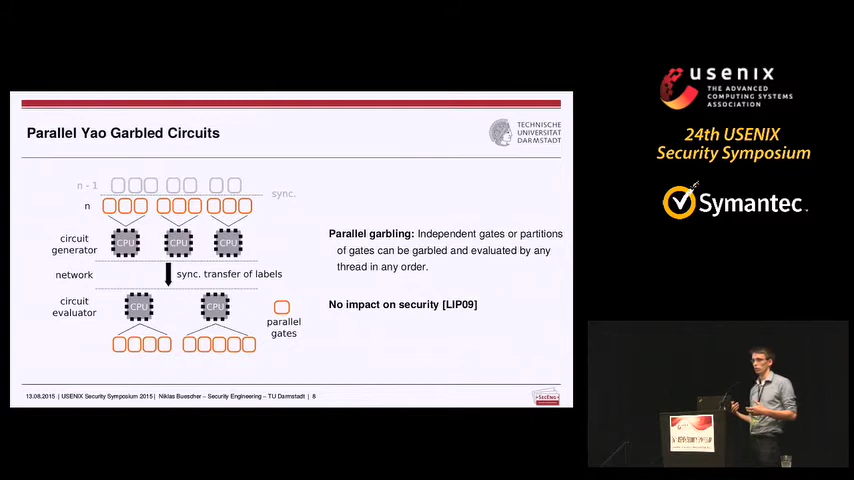 Parallel Yao Garbled Circuits
TECHNISCHE
UNIVERSITÄT
DARMSTADT
n - 1
sync.
n
circuit
generator
CPU CPU CPU
network
sync. transfer of labels
circuit
evaluator
CPU CPU
parallel
gates
Parallel garbling: Independent gates or partitions
of gates can be garbled and evaluated by any
thread in any order.
No impact on security [LIP09]
13.08.2015 | USENIX Security Symposium 2015 | Niklas Buescher – Security Engineering – TU Darmstadt | 8
SECENG
usenix
THE ADVANCED
COMPUTING SYSTEMS
ASSOCIATION
24th USENIX
Security Symposium
Symantec.